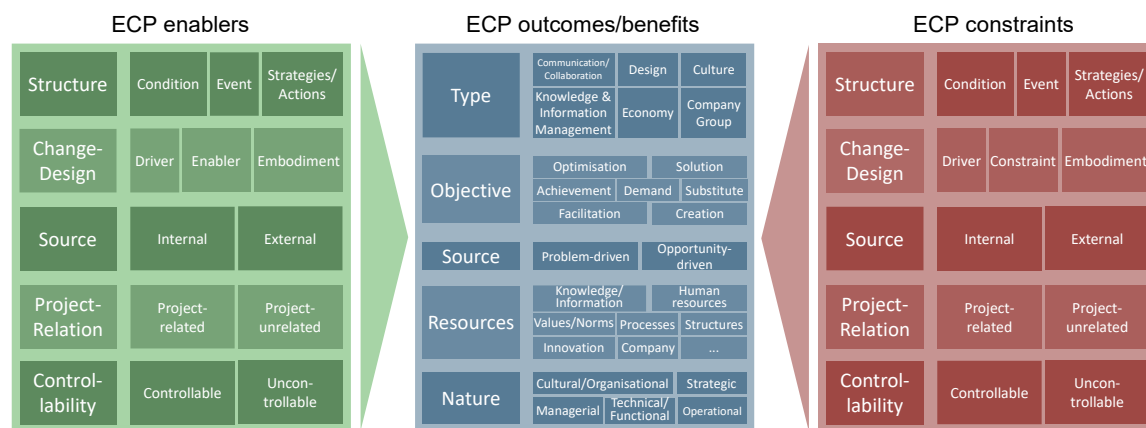 ECP enablers
Structure
Condition
Event
Strategies/
Actions
Change-
Design
Driver
Enabler
Embodiment
Source
Internal
External
Project-
Relation
Project-
related
Project-
unrelated
Control-
lability
Controllable
Uncon-
trollable
ECP outcomes/benefits
Type
Communication/
Collaboration
Design
Culture
Knowledge &
Information
Management
Economy
Company
Group
Objective
Optimisation
Solution
Achievement
Demand
Substitute
Facilitation
Creation
Source
Problem-driven
Opportunity-
driven
Resources
Knowledge/
Information
Human
resources
Values/Norms
Processes
Structures
Innovation
Company
...
Nature
Cultural/Organisational
Strategic
Managerial
Technical/
Functional
Operational
ECP constraints
Structure
Condition
Event
Strategies/
Actions
Change-
Design
Driver
Constraint
Embodiment
Source
Internal
External
Project-
Relation
Project-
related
Project-
unrelated
Control-
lability
Controllable
Uncon-
trollable